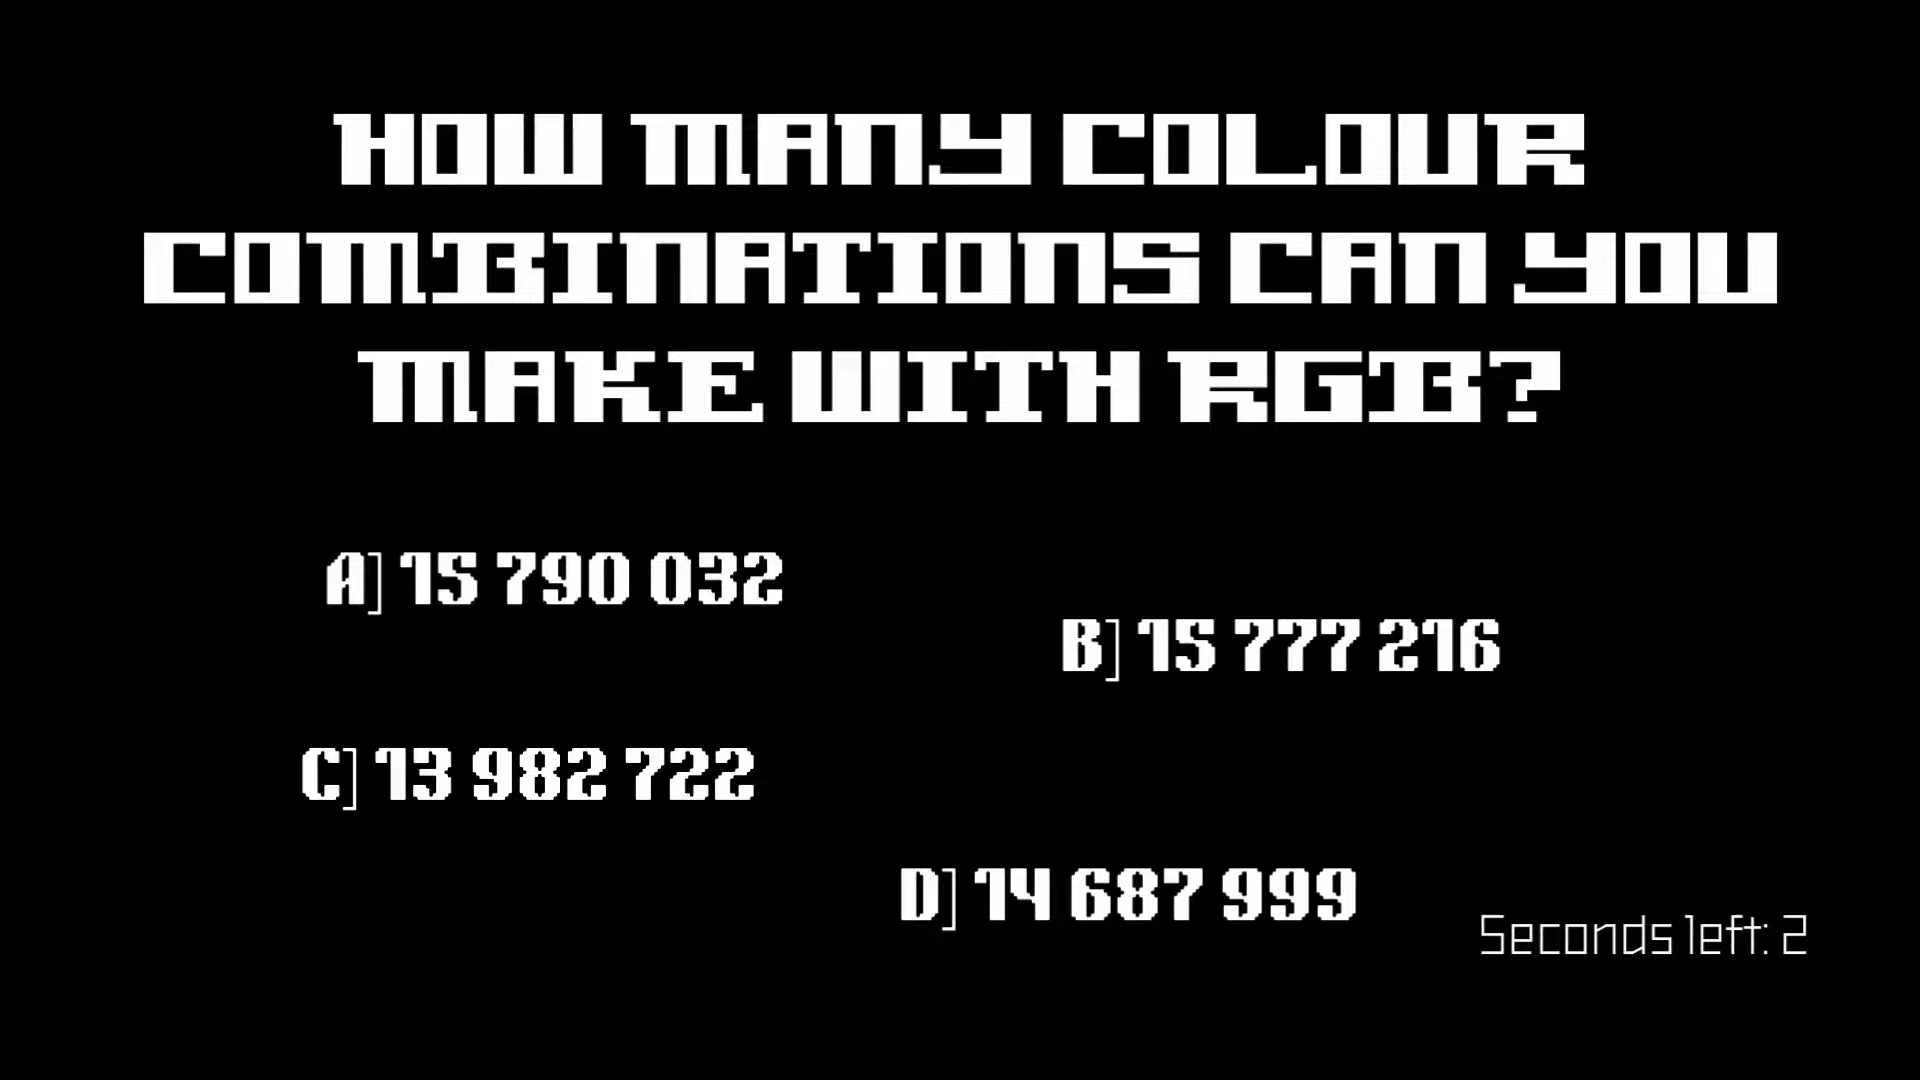 HOW MANY COLOUR
COMBINATIONS CAN YOU
MAKE WITH RGB?
A] 15 790 032
B] 15 777 216
C] 13 982 722
D] 14 687 999
Seconds left: 2